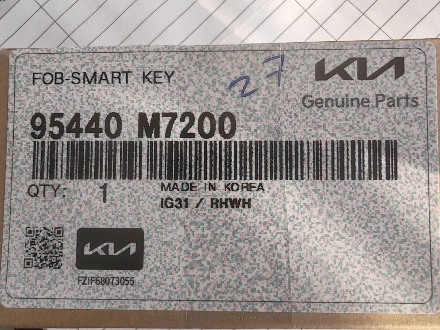 FOB-SMART KEY
27
KIA
Genuine Parts
95440 M7200
QTY: 1
MADE IN KOREA
IG31 / RHWH
KIA
FZIF68073055